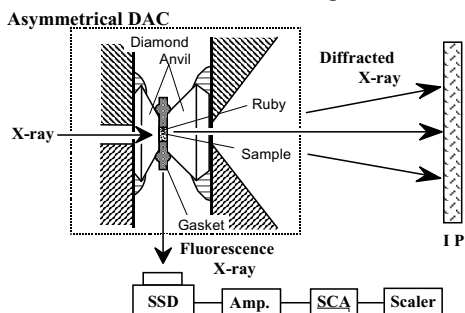 Asymmetrical DAC
Diamond
Anvil
Diffracted
X-ray
Ruby
X-ray
Sample
Gasket
I P
Fluorescence
X-ray
SSD
Amp.
SCA
Scaler